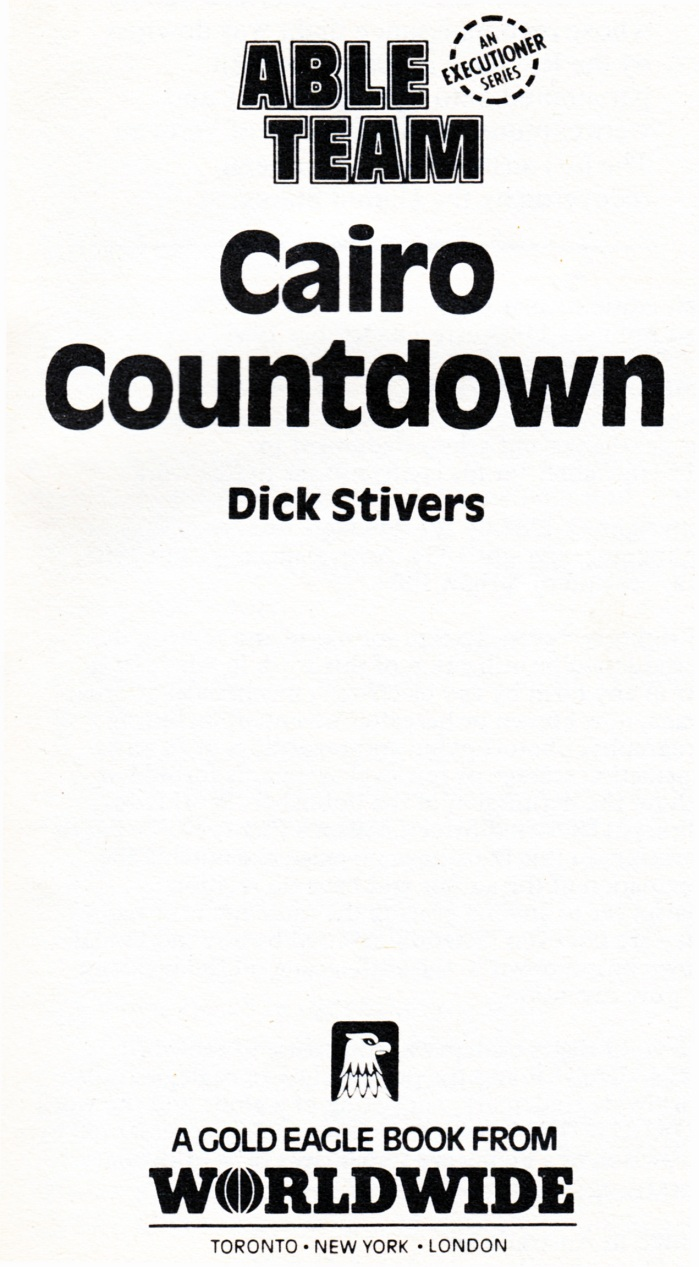 ABLE
TEAM
AN
EXECUTIONER
SERIES
Cairo
Countdown
Dick Stivers
A GOLD EAGLE BOOK FROM
WORLDWIDE
TORONTO • NEW YORK • LONDON